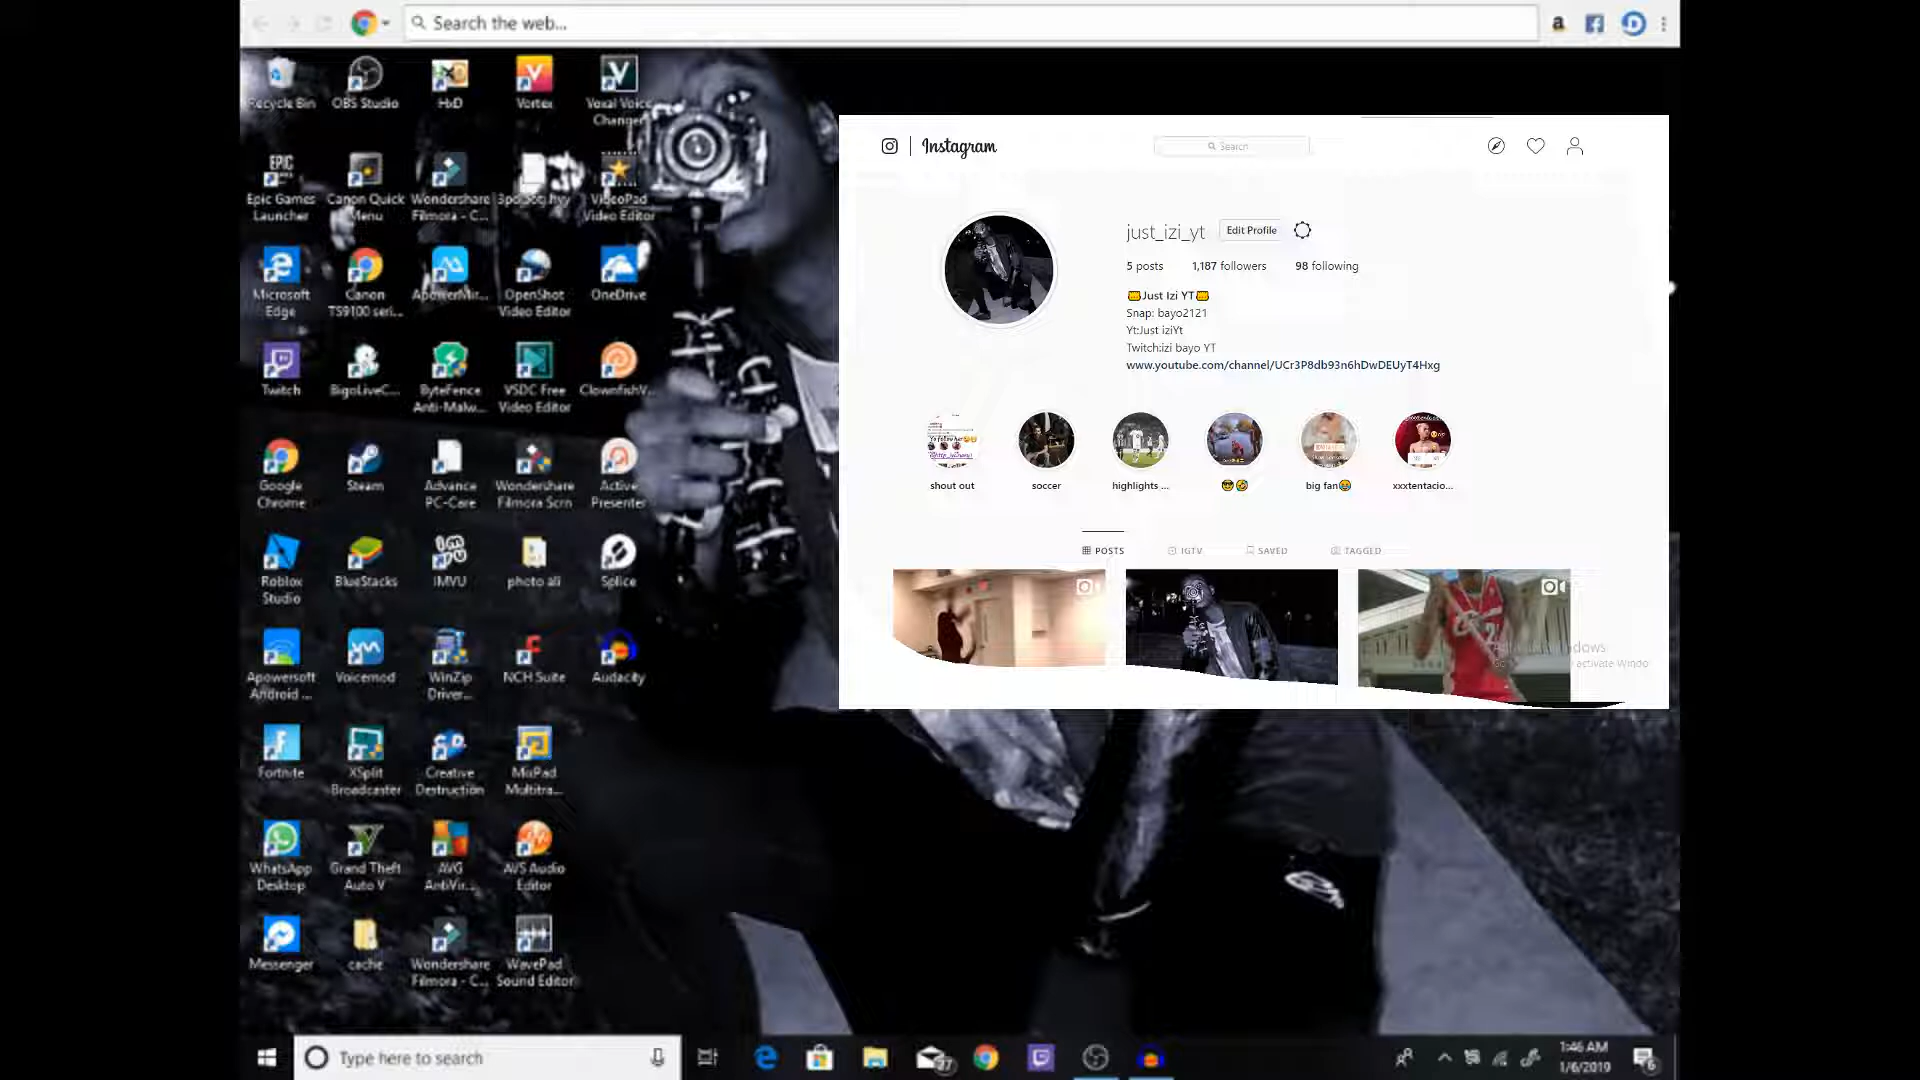 Search the web...
Recycle Bin
OBS Studio
HxD
Vortex
Voxal Voice
Changer
Epic Games
Launcher
Canon Quick
Menu
Wondershare
Filmora - C...
VideoPad
Video Editor
Microsoft
Edge
Canon
TS9100 seri...
ApowerMir...
OpenShot
Video Editor
OneDrive
Twitch
BigoLiveC...
ByteFence
Anti-Malw...
VSDC Free
Video Editor
ClownfishV...
Google
Chrome
Steam
Advance
PC-Care
Wondershare
Filmora Scrn
Active
Presenter
Roblox
Studio
BlueStacks
IMVU
photo ali
Splice
Apowersoft
Android ...
Voicemod
WinZip
Driver...
NCH Suite
Audacity
Fortnite
XSplit
Broadcaster
Creative
Destruction
MixPad
Multitra...
WhatsApp
Desktop
Grand Theft
Auto V
AVG
AntiVir...
AVS Audio
Editor
Messenger
cache
Wondershare
Filmora - C...
WavePad
Sound Editor
Instagram
Search
just_izi_yt Edit Profile
5 posts 1,187 followers 98 following
Just Izi YT
Snap: bayo2121
Yt:Just iziYt
Twitch:izi bayo YT
www.youtube.com/channel/UCr3P8db93n6hDwDEUyT4Hxg
shout out
soccer
highlights ...
big fan
xxxtentacio...
POSTS IGTV SAVED TAGGED
Type here to search
1:46 AM
1/6/2019